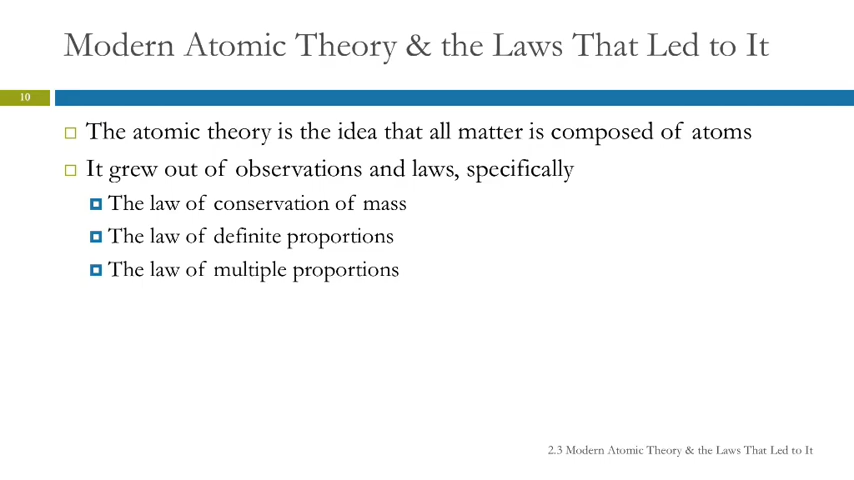 Modern Atomic Theory & the Laws That Led to It
10
The atomic theory is the idea that all matter is composed of atoms
It grew out of observations and laws, specifically
The law of conservation of mass
The law of definite proportions
The law of multiple proportions
2.3 Modern Atomic Theory & the Laws That Led to It